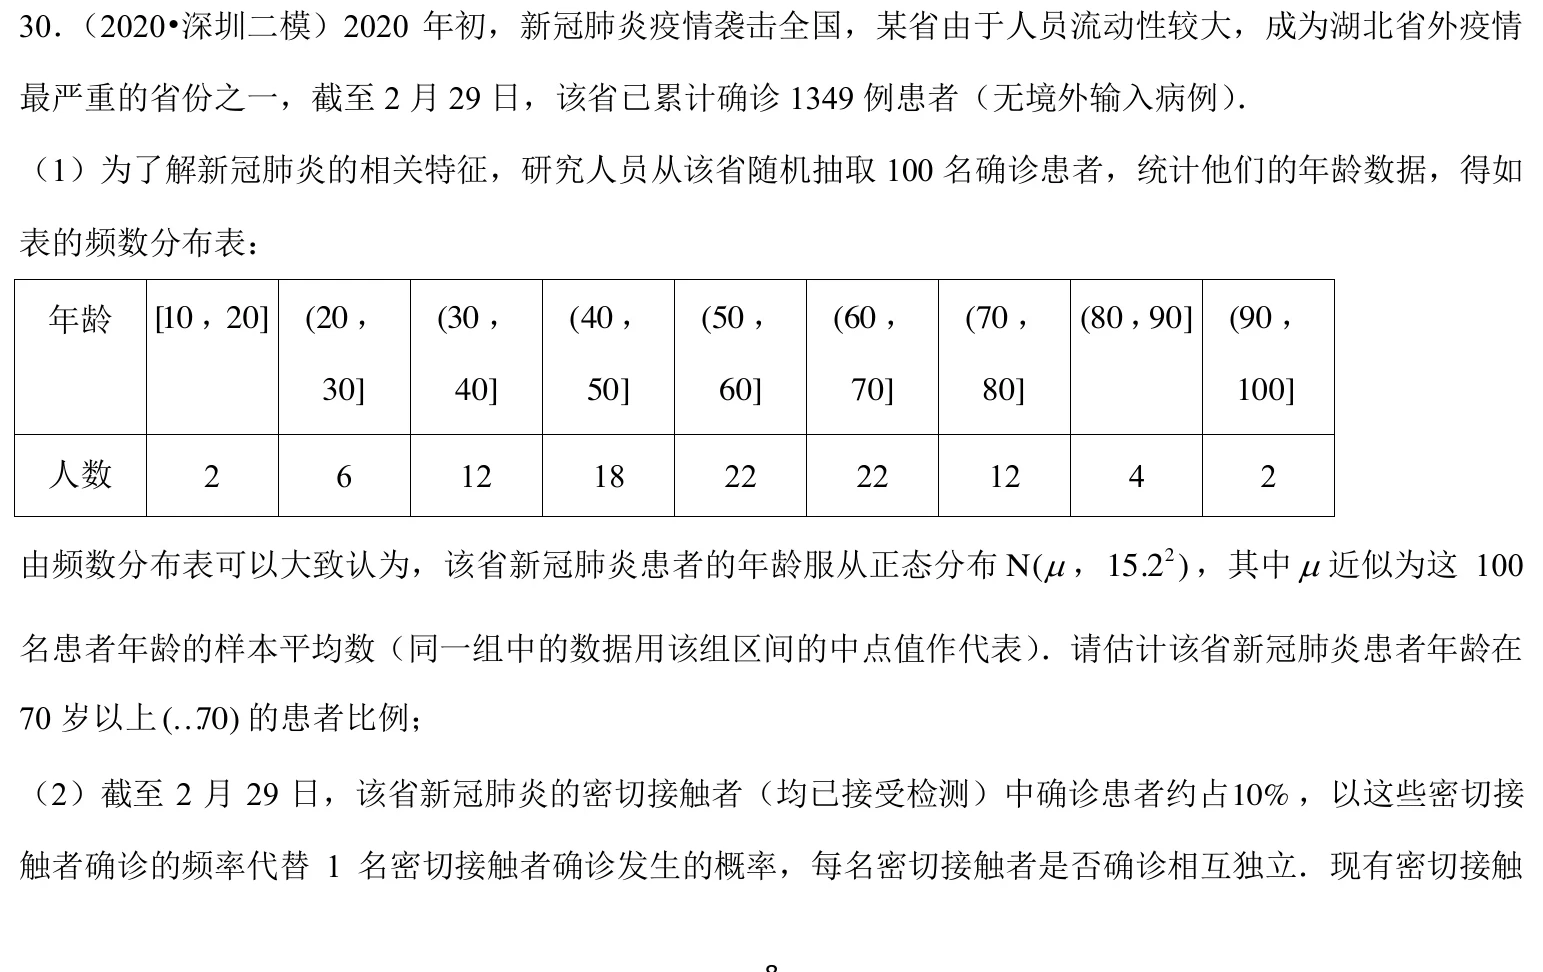 30.（2020•深圳二模）2020 年初，新冠肺炎疫情袭击全国，某省由于人员流动性较大，成为湖北省外疫情
最严重的省份之一，截至 2 月 29 日，该省已累计确诊 1349 例患者（无境外输入病例）.
（1）为了解新冠肺炎的相关特征，研究人员从该省随机抽取 100 名确诊患者，统计他们的年龄数据，得如
表的频数分布表：
年龄 [10，20] (20，30] (30，40] (40，50] (50，60] (60，70] (70，80] (80，90] (90，100]
人数 2 6 12 18 22 22 12 4 2
由频数分布表可以大致认为，该省新冠肺炎患者的年龄服从正态分布 N(μ，15.2²)，其中 μ 近似为这 100
名患者年龄的样本平均数（同一组中的数据用该组区间的中点值作代表）. 请估计该省新冠肺炎患者年龄在
70 岁以上(…70) 的患者比例；
（2）截至 2 月 29 日，该省新冠肺炎的密切接触者（均已接受检测）中确诊患者约占10%，以这些密切接
触者确诊的频率代替 1 名密切接触者确诊发生的概率，每名密切接触者是否确诊相互独立. 现有密切接触